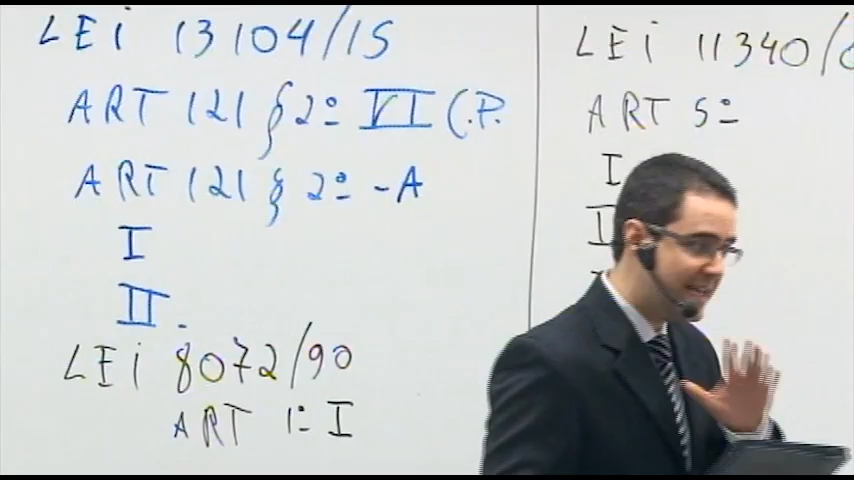 LEi 13104/15
ART 121 § 2º VI C.P.
ART 121 § 2º -A
I
II.
LEi 8072/90
ART 1º I
LEi 11340/
ART 5º
I